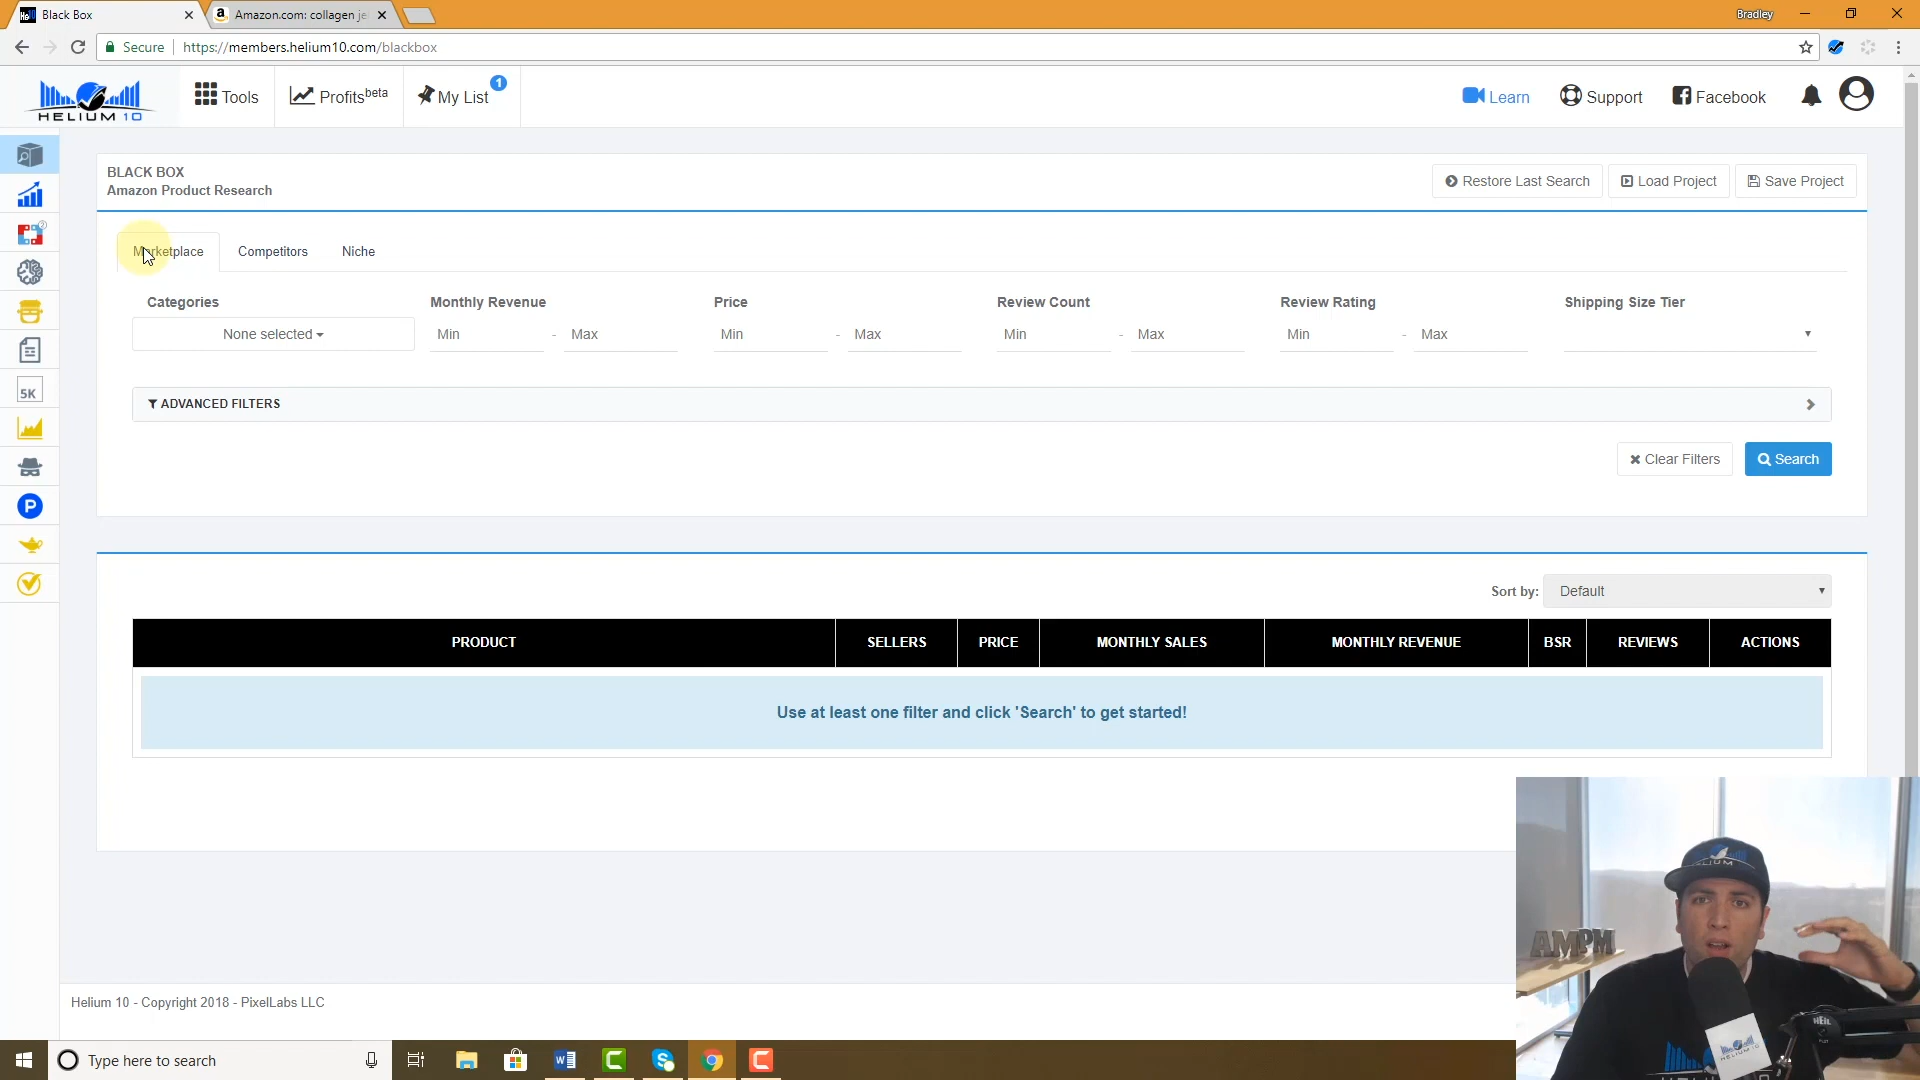 Black Box
Amazon.com: collagen je
Bradley
Secure
https://members.helium10.com/blackbox
HELIUM 10
Tools
Profits beta
My List
1
Learn
Support
Facebook
BLACK BOX
Amazon Product Research
Restore Last Search
Load Project
Save Project
Marketplace
Competitors
Niche
Categories
Monthly Revenue
Price
Review Count
Review Rating
Shipping Size Tier
None selected
Min - Max
Min - Max
Min - Max
Min - Max
ADVANCED FILTERS
Clear Filters
Search
5K
P
Sort by: Default
PRODUCT
SELLERS
PRICE
MONTHLY SALES
MONTHLY REVENUE
BSR
REVIEWS
ACTIONS
Use at least one filter and click 'Search' to get started!
AMPM
Helium 10 - Copyright 2018 - PixelLabs LLC
Type here to search